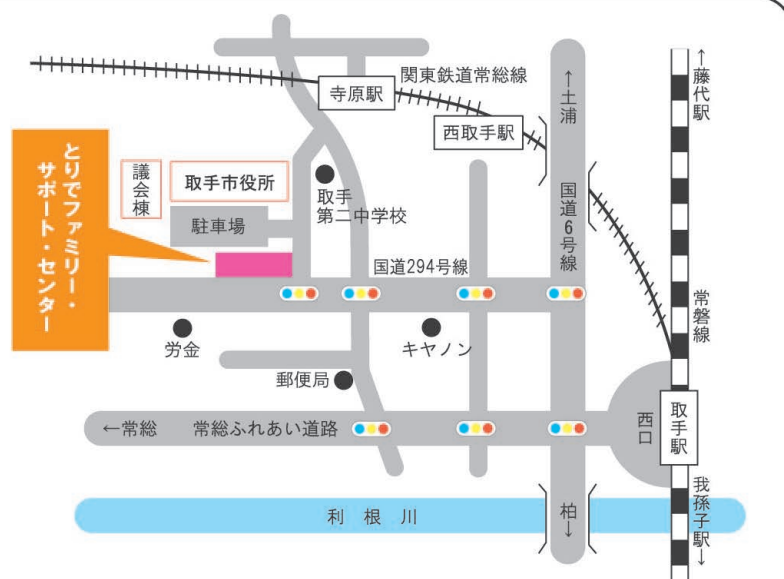 関東鉄道常総線
寺原駅
西取手駅
←土浦
国道6号線
←藤代駅
常磐線
とりでファミリー・
サポート・センター
議会棟
取手市役所
駐車場
取手
第二中学校
国道294号線
労金
キヤノン
郵便局
←常総
常総ふれあい道路
西口
取手駅
利根川
柏→
我孫子駅→